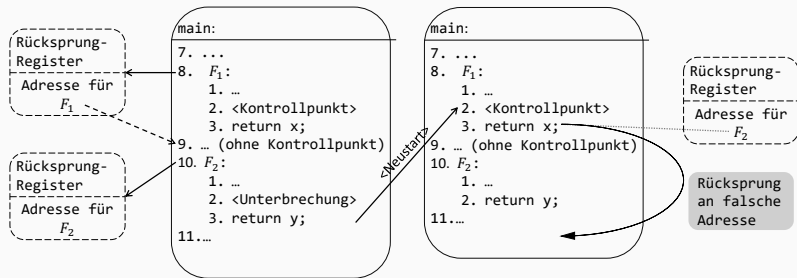 Rücksprung-
Register
Adresse für
F₁
Rücksprung-
Register
Adresse für
F₂
main:
7. ...
8. F₁:
1. …
2. <Kontrollpunkt>
3. return x;
9. … (ohne Kontrollpunkt)
10. F₂:
1. …
2. <Unterbrechung>
3. return y;
11.…
<Neustart>
main:
7. ...
8. F₁:
1. …
2. <Kontrollpunkt>
3. return x;
9. … (ohne Kontrollpunkt)
10. F₂:
1. …
2. return y;
11.…
Rücksprung-
Register
Adresse für
F₂
Rücksprung
an falsche
Adresse